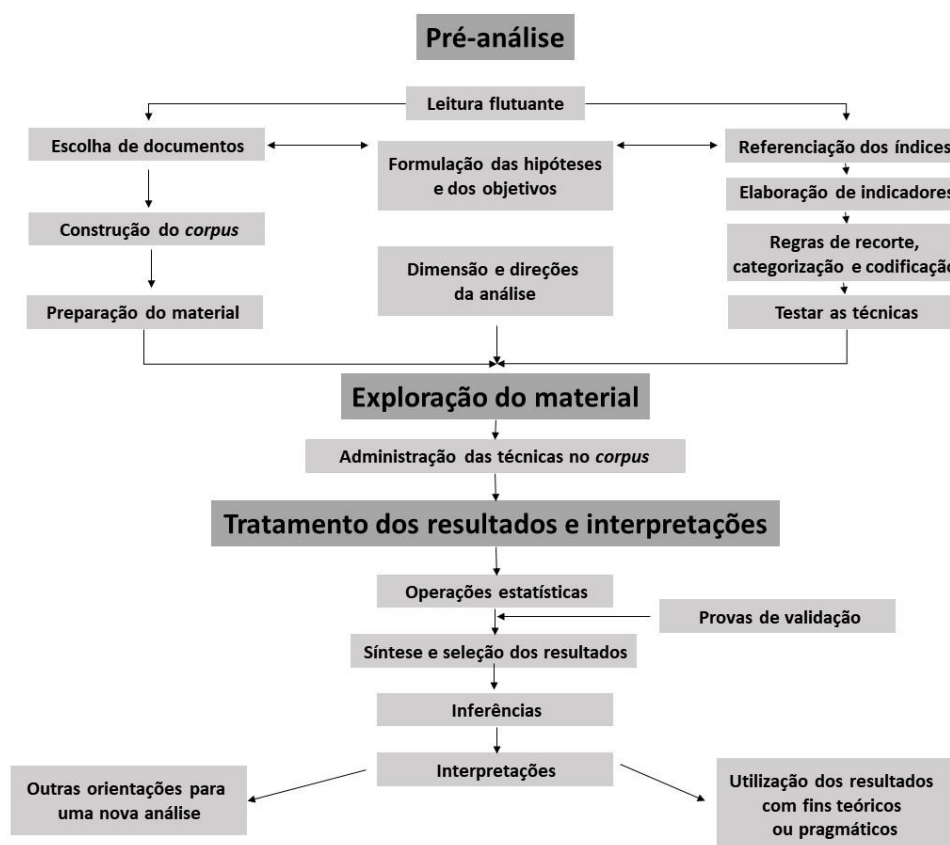 Pré-análise
Leitura flutuante
Escolha de documentos
Formulação das hipóteses
e dos objetivos
Referenciação dos índices
Elaboração de indicadores
Construção do corpus
Regras de recorte,
categorização e codificação
Dimensão e direções
da análise
Preparação do material
Testar as técnicas
Exploração do material
Administração das técnicas no corpus
Tratamento dos resultados e interpretações
Operações estatísticas
Provas de validação
Síntese e seleção dos resultados
Inferências
Interpretações
Outras orientações para
uma nova análise
Utilização dos resultados
com fins teóricos
ou pragmáticos